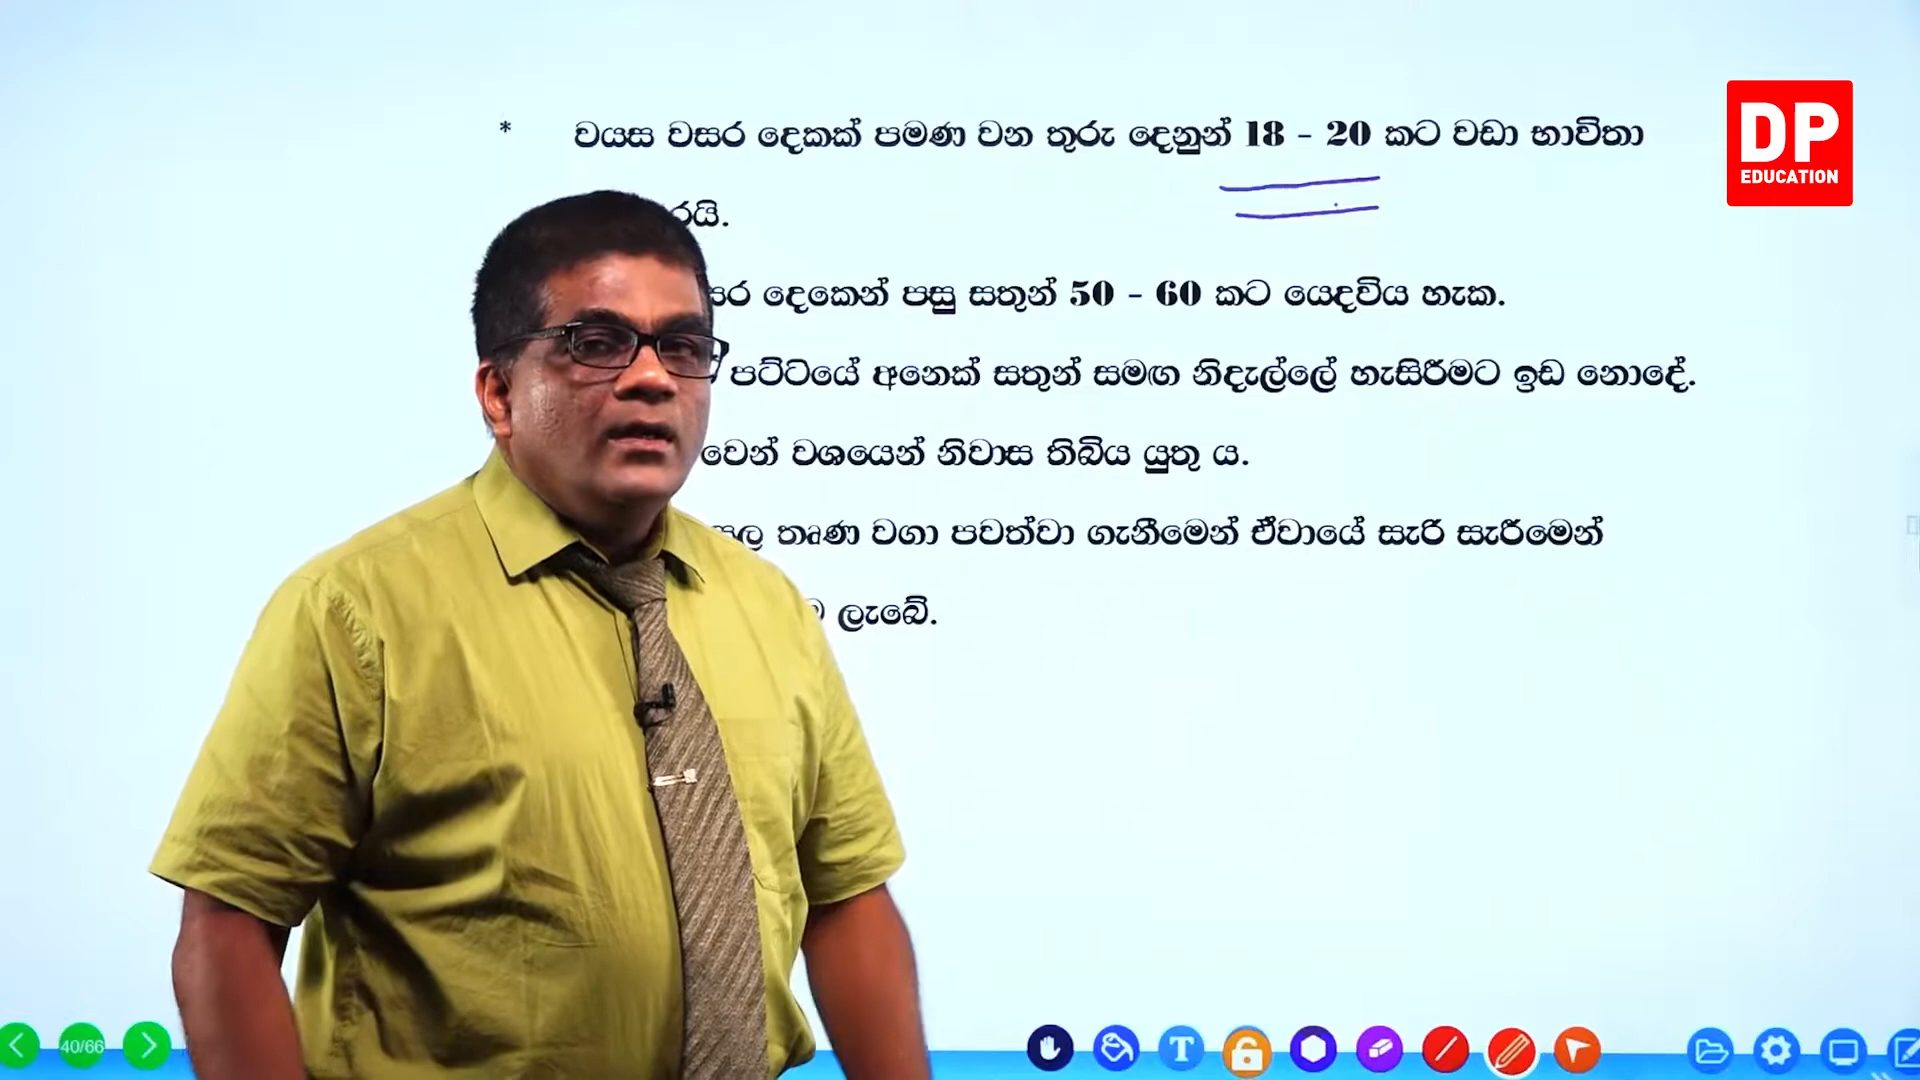 * වයස වසර දෙකක් පමණ වන තුරු දෙනුන් 18 - 20 කට වඩා භාවිතා
DP
EDUCATION
දෙකෙන් පසු සතුන් 50 - 60 කට යෙදවිය හැක.
පට්ටියේ අනෙක් සතුන් සමඟ නිදැල්ලේ හැසිරීමට ඉඩ නොදේ.
වශයෙන් නිවාස තිබිය යුතු ය.
තෘණ වගා පවත්වා ගැනීමෙන් ඒවායේ සැරි සැරීමෙන්
ලැබේ.
40/66
T